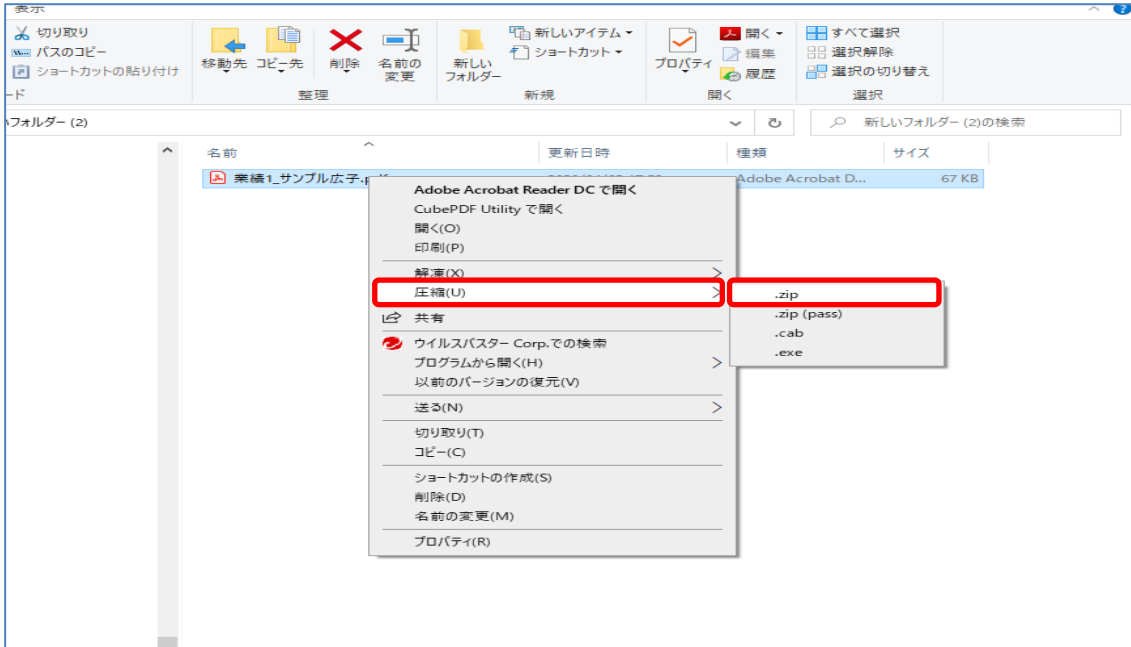 表示
切り取り
パスのコピー
ショートカットの貼り付け
移動先
コピー先
削除
名前の
変更
新しい
フォルダー
新しいアイテム
ショートカット
プロパティ
開く
編集
履歴
すべて選択
選択解除
選択の切り替え
ード
整理
新規
開く
選択
フォルダー (2)
新しいフォルダー (2)の検索
名前
更新日時
種類
サイズ
業績1_サンプル広子.
Adobe Acrobat D...
67 KB
Adobe Acrobat Reader DC で開く
CubePDF Utility で開く
開く(O)
印刷(P)
解凍(X)
圧縮(U)
.zip
.zip (pass)
.cab
.exe
共有
ウイルスバスター Corp.での検索
プログラムから開く(H)
以前のバージョンの復元(V)
送る(N)
切り取り(T)
コピー(C)
ショートカットの作成(S)
削除(D)
名前の変更(M)
プロパティ(R)